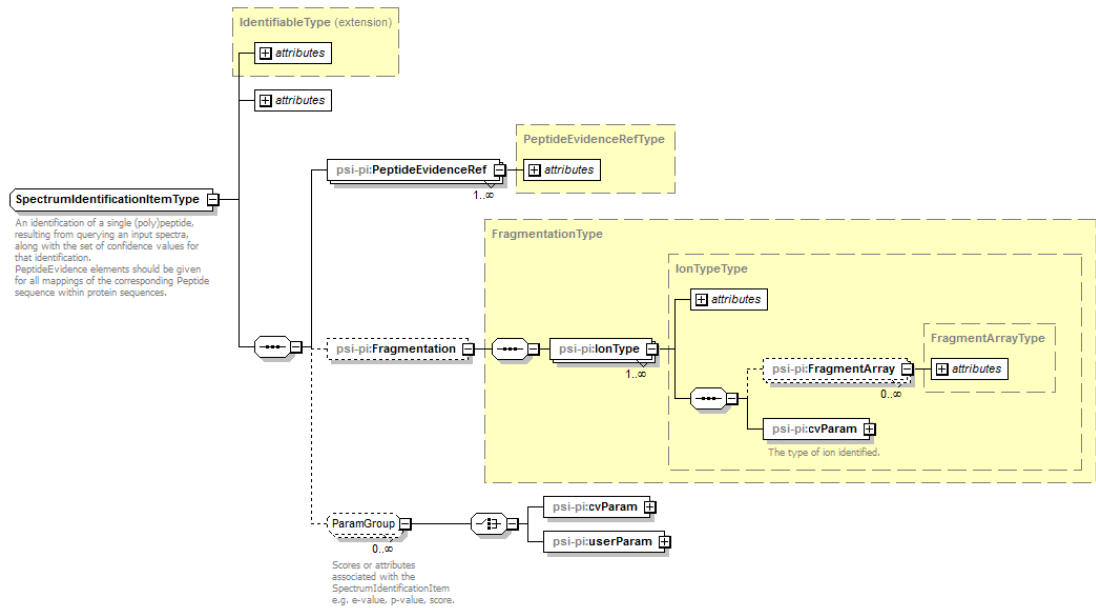 IdentifiableType (extension)
attributes
attributes
PeptideEvidenceRefType
psi-pi:PeptideEvidenceRef
attributes
1..∞
SpectrumIdentificationItemType
An identification of a single (poly)peptide,
resulting from querying an input spectra,
along with the set of confidence values for
that identification.
PeptideEvidence elements should be given
for all mappings of the corresponding Peptide
sequence within protein sequences.
FragmentationType
IonTypeType
attributes
psi-pi:Fragmentation
psi-pi:IonType
1..∞
FragmentArrayType
psi-pi:FragmentArray
attributes
0..∞
psi-pi:cvParam
The type of ion identified.
ParamGroup
0..∞
Scores or attributes
associated with the
SpectrumIdentificationItem
e.g. e-value, p-value, score.
psi-pi:cvParam
psi-pi:userParam